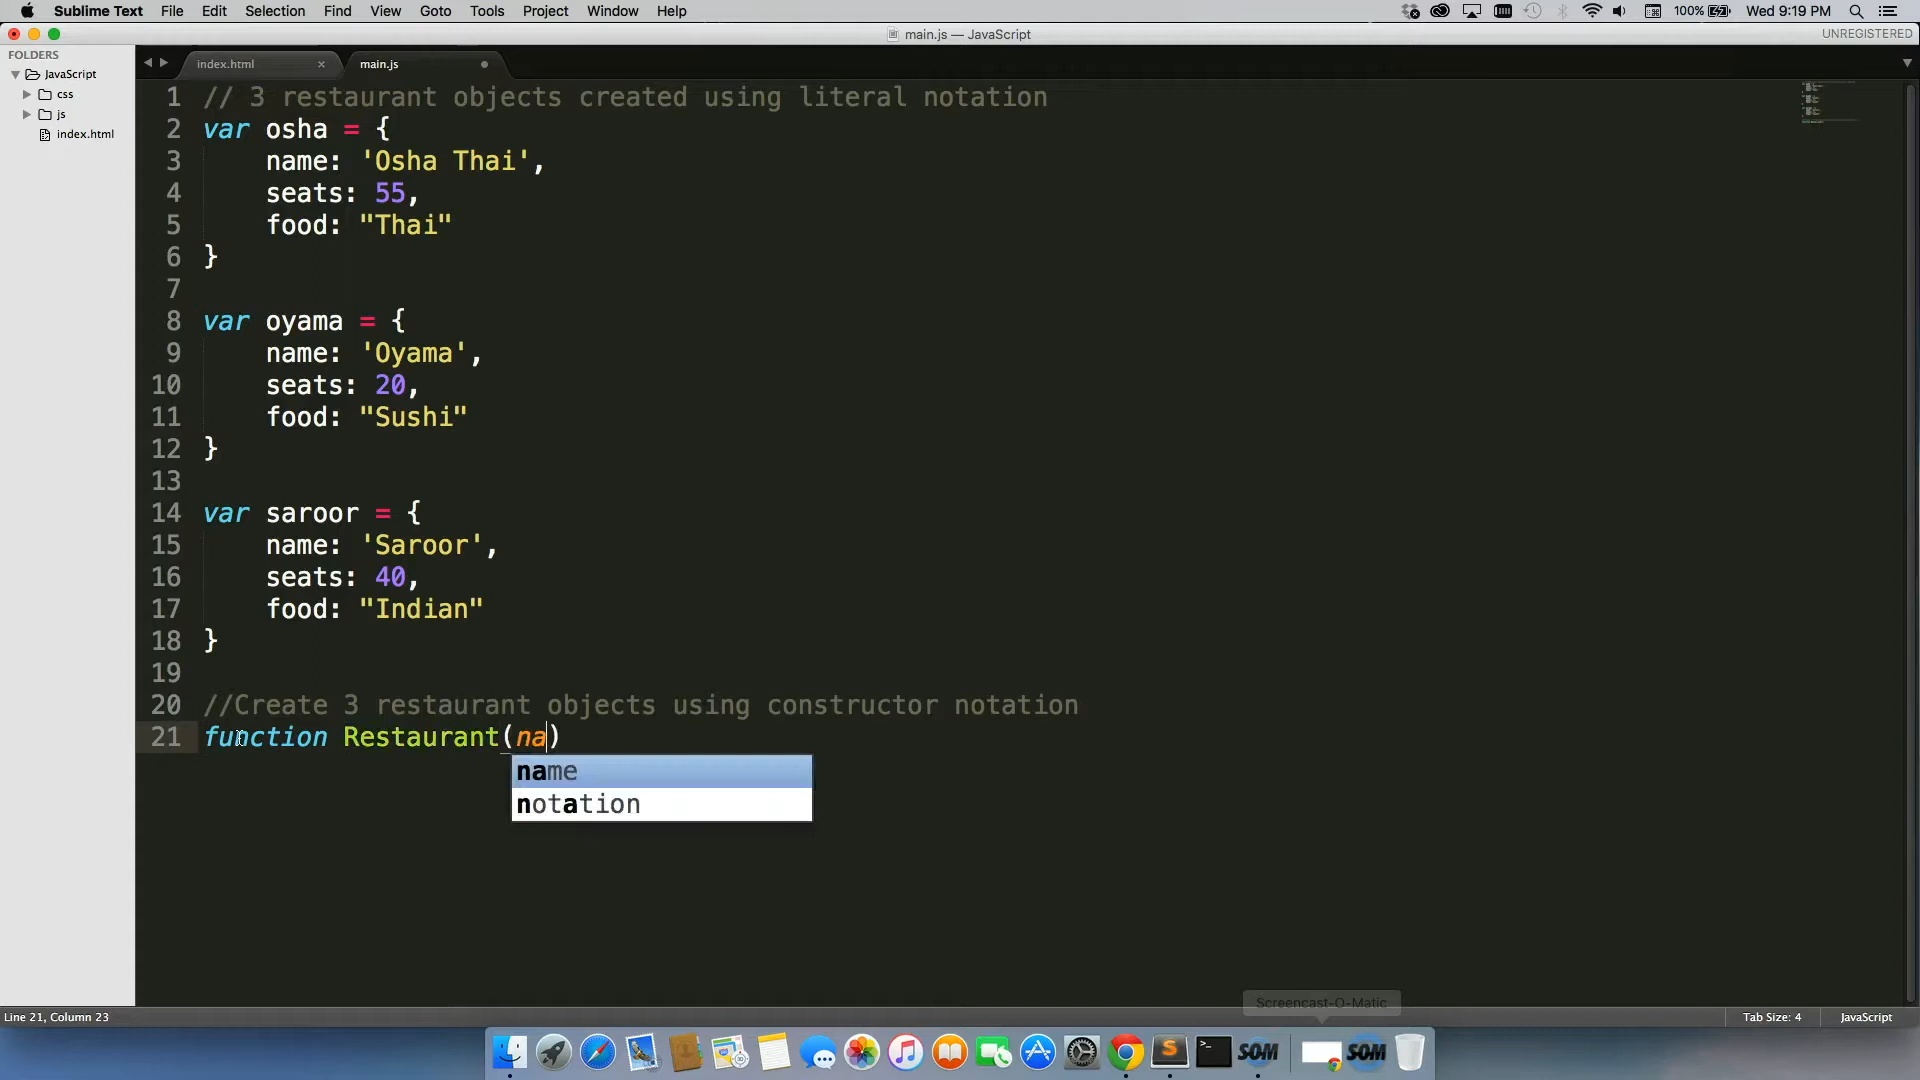 Sublime Text File Edit Selection Find View Goto Tools Project Window Help 100% Wed 9:19 PM
main.js — JavaScript UNREGISTERED
FOLDERS
JavaScript
css
js
index.html
index.html × main.js
1 // 3 restaurant objects created using literal notation
2 var osha = {
3 name: 'Osha Thai',
4 seats: 55,
5 food: "Thai"
6 }
7
8 var oyama = {
9 name: 'Oyama',
10 seats: 20,
11 food: "Sushi"
12 }
13
14 var saroor = {
15 name: 'Saroor',
16 seats: 40,
17 food: "Indian"
18 }
19
20 //Create 3 restaurant objects using constructor notation
21 function Restaurant(na)
name
notation
Screencast-O-Matic
Line 21, Column 23 Tab Size: 4 JavaScript
S >_ SOM SOM